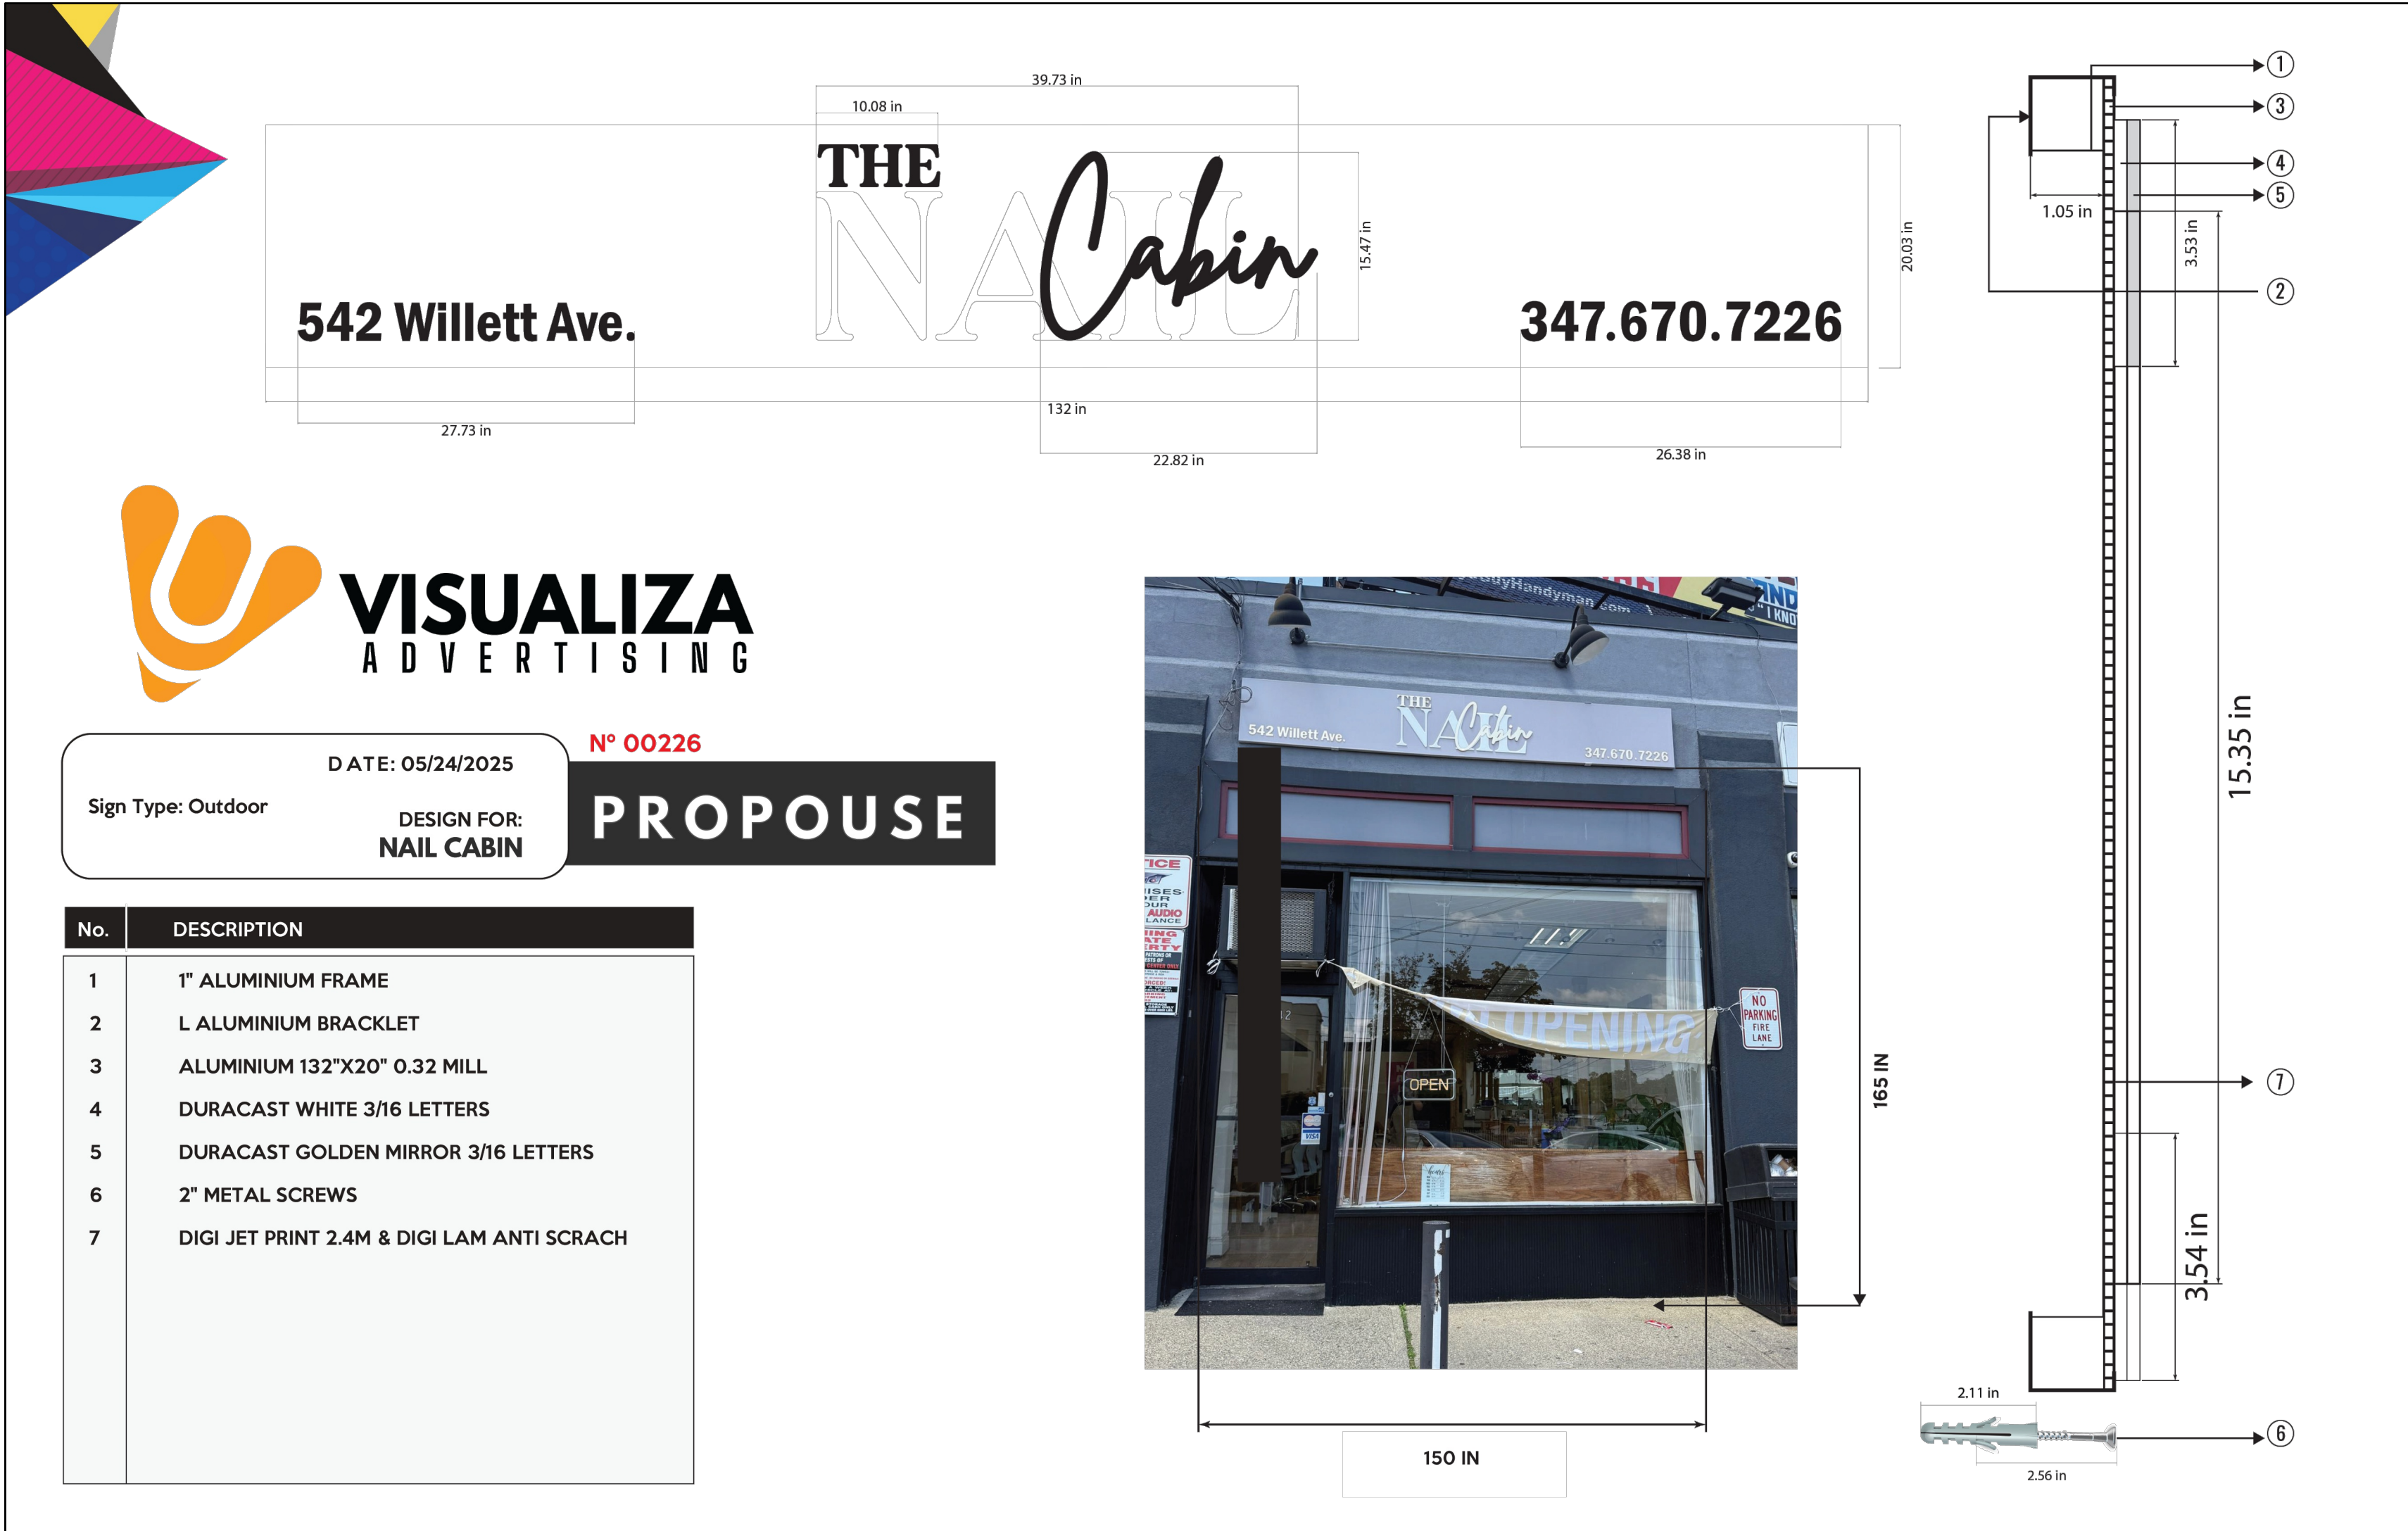 39.73 in
10.08 in
THE
NAIL
Cabin
15.47 in
20.03 in
542 Willett Ave.
347.670.7226
27.73 in
132 in
22.82 in
26.38 in
1
3
4
5
1.05 in
3.53 in
2
15.35 in
7
3.54 in
2.11 in
6
2.56 in
VISUALIZA
ADVERTISING
N° 00226
DATE: 05/24/2025
Sign Type: Outdoor
DESIGN FOR:
NAIL CABIN
PROPOUSE
No. DESCRIPTION
1 1" ALUMINIUM FRAME
2 L ALUMINIUM BRACKLET
3 ALUMINIUM 132"X20" 0.32 MILL
4 DURACAST WHITE 3/16 LETTERS
5 DURACAST GOLDEN MIRROR 3/16 LETTERS
6 2" METAL SCREWS
7 DIGI JET PRINT 2.4M & DIGI LAM ANTI SCRACH
Handyman.com
I KNO
THE
NAIL
Cabin
542 Willett Ave.
347.670.7226
AUDIO
OPENING
OPEN
VISA
NO
PARKING
FIRE
LANE
165 IN
150 IN